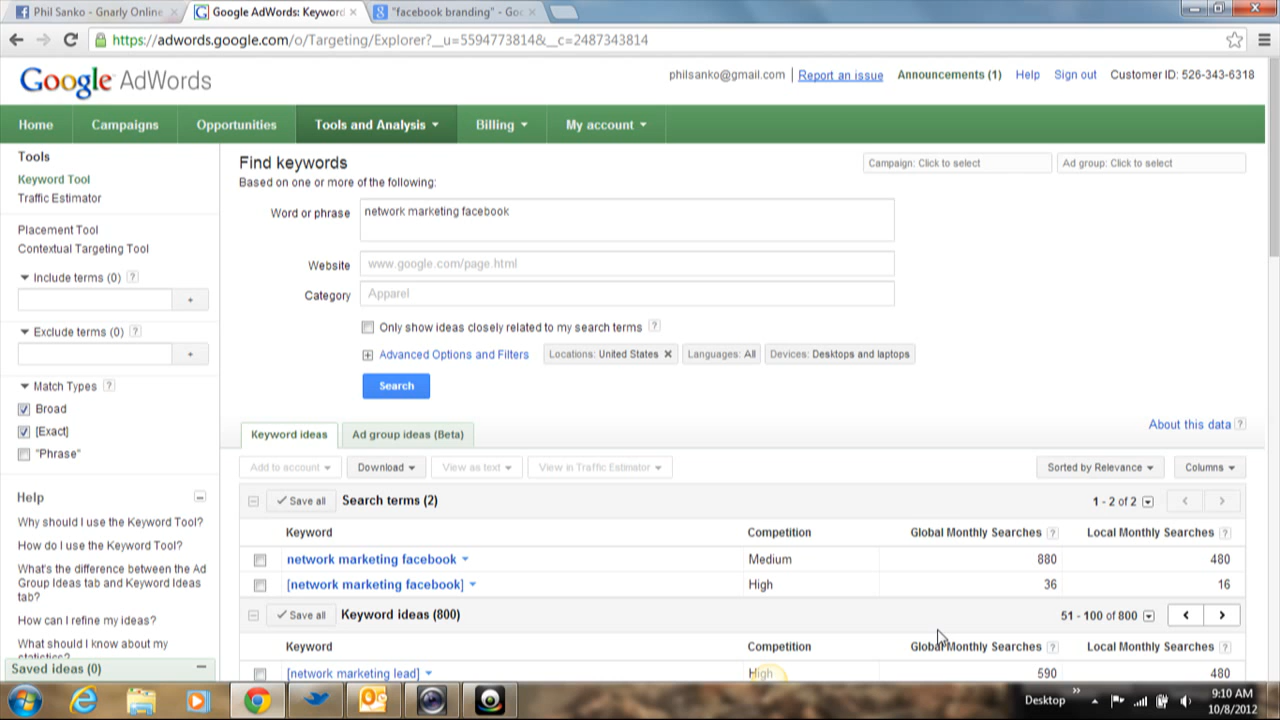 Phil Sanko - Gnarly Online
Google AdWords: Keyword
"facebook branding" - Goo
https://adwords.google.com/o/Targeting/Explorer?__u=5594773814&__c=2487343814
Google AdWords
philsanko@gmail.com | Report an issue Announcements (1) Help Sign out Customer ID: 526-343-6318
Home Campaigns Opportunities Tools and Analysis Billing My account
Tools
Keyword Tool
Traffic Estimator
Placement Tool
Contextual Targeting Tool
Include terms (0) ?
+
Exclude terms (0) ?
+
Match Types ?
Broad
[Exact]
"Phrase"
Help
Why should I use the Keyword Tool?
How do I use the Keyword Tool?
What's the difference between the Ad
Group Ideas tab and Keyword Ideas
tab?
How can I refine my ideas?
What should I know about my
statistics?
Saved ideas (0)
Find keywords
Campaign: Click to select Ad group: Click to select
Based on one or more of the following:
Word or phrase network marketing facebook
Website www.google.com/page.html
Category Apparel
Only show ideas closely related to my search terms ?
Advanced Options and Filters Locations: United States Languages: All Devices: Desktops and laptops
Search
About this data ?
Keyword ideas Ad group ideas (Beta)
Add to account Download View as text View in Traffic Estimator Sorted by Relevance Columns
Save all Search terms (2) 1 - 2 of 2
Keyword Competition Global Monthly Searches ? Local Monthly Searches ?
network marketing facebook Medium 880 480
[network marketing facebook] High 36 16
Save all Keyword ideas (800) 51 - 100 of 800
Keyword Competition Global Monthly Searches ? Local Monthly Searches ?
[network marketing lead] High 590 480
Desktop
9:10 AM
10/8/2012